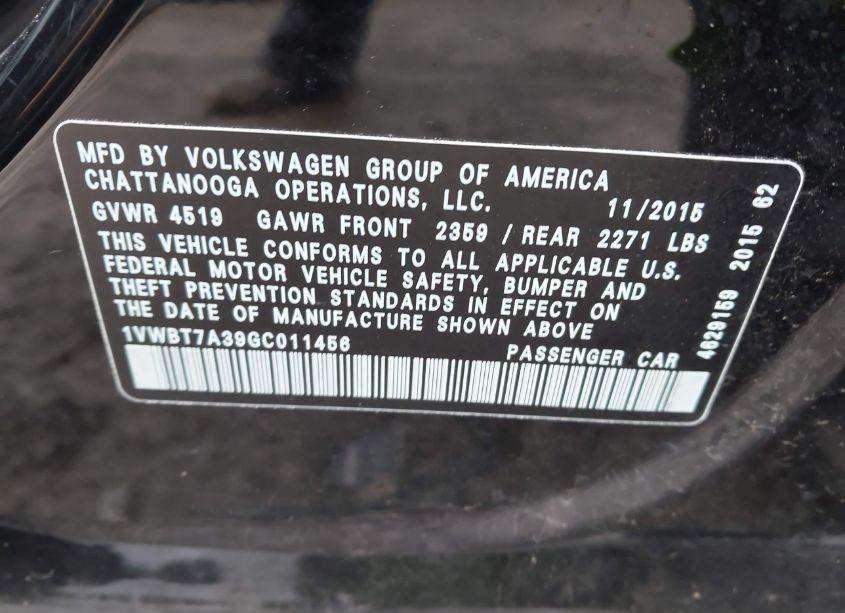 MFD BY VOLKSWAGEN GROUP OF AMERICA
CHATTANOOGA OPERATIONS, LLC. 11/2015
GVWR 4519 GAWR FRONT 2359 / REAR 2271 LBS
THIS VEHICLE CONFORMS TO ALL APPLICABLE U.S.
FEDERAL MOTOR VEHICLE SAFETY, BUMPER AND
THEFT PREVENTION STANDARDS IN EFFECT ON
THE DATE OF MANUFACTURE SHOWN ABOVE
1VWBT7A39GC011456 PASSENGER CAR
4629159 2015 62